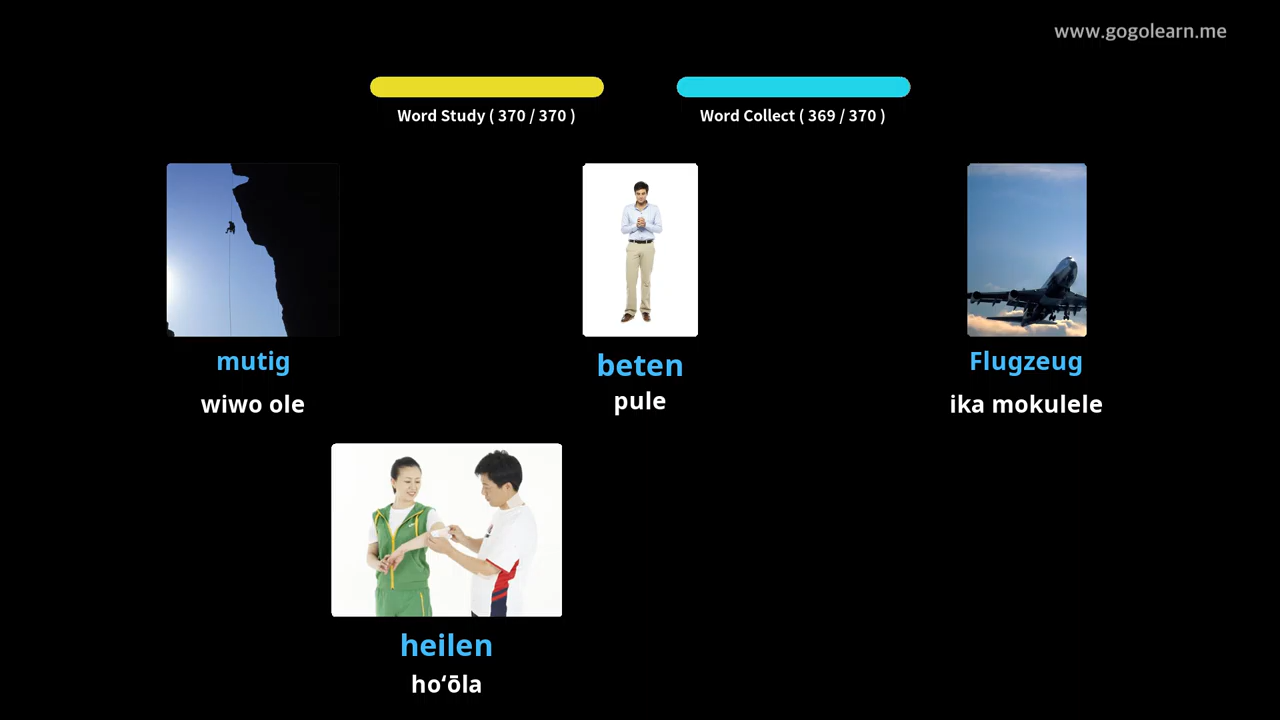 www.gogolearn.me
Word Study ( 370 / 370 )
Word Collect ( 369 / 370 )
mutig
beten
Flugzeug
wiwo ole
pule
ika mokulele
heilen
hoʻōla